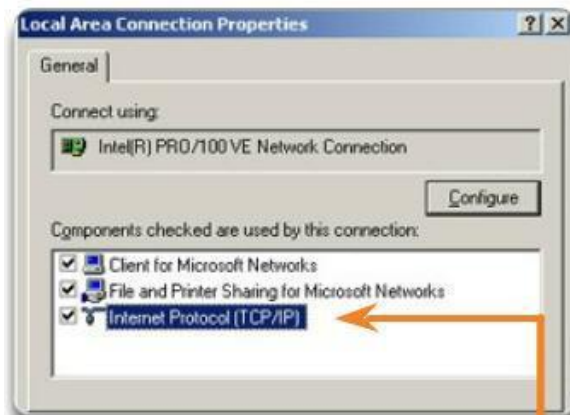 Local Area Connection Properties
General
Connect using:
Intel(R) PRO/100 VE Network Connection
Configure
Components checked are used by this connection:
Client for Microsoft Networks
File and Printer Sharing for Microsoft Networks
Internet Protocol (TCP/IP)